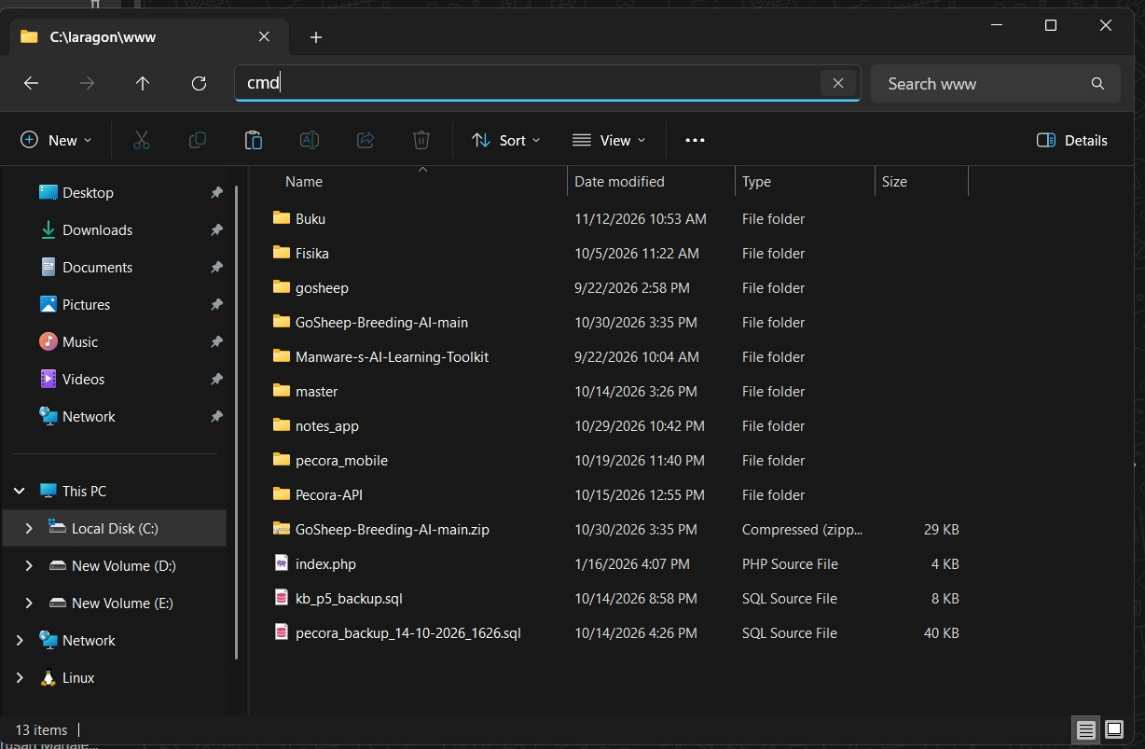 C:\laragon\www
cmd
Search www
New
Sort
View
Details
Name Date modified Type Size
Desktop
Downloads
Documents
Pictures
Music
Videos
Network
This PC
Local Disk (C:)
New Volume (D:)
New Volume (E:)
Network
Linux
Buku 11/12/2026 10:53 AM File folder
Fisika 10/5/2026 11:22 AM File folder
gosheep 9/22/2026 2:58 PM File folder
GoSheep-Breeding-AI-main 10/30/2026 3:35 PM File folder
Manware-s-AI-Learning-Toolkit 9/22/2026 10:04 AM File folder
master 10/14/2026 3:26 PM File folder
notes_app 10/29/2026 10:42 PM File folder
pecora_mobile 10/19/2026 11:40 PM File folder
Pecora-API 10/15/2026 12:55 PM File folder
GoSheep-Breeding-AI-main.zip 10/30/2026 3:35 PM Compressed (zipp... 29 KB
index.php 1/16/2026 4:07 PM PHP Source File 4 KB
kb_p5_backup.sql 10/14/2026 8:58 PM SQL Source File 8 KB
pecora_backup_14-10-2026_1626.sql 10/14/2026 4:26 PM SQL Source File 40 KB
13 items